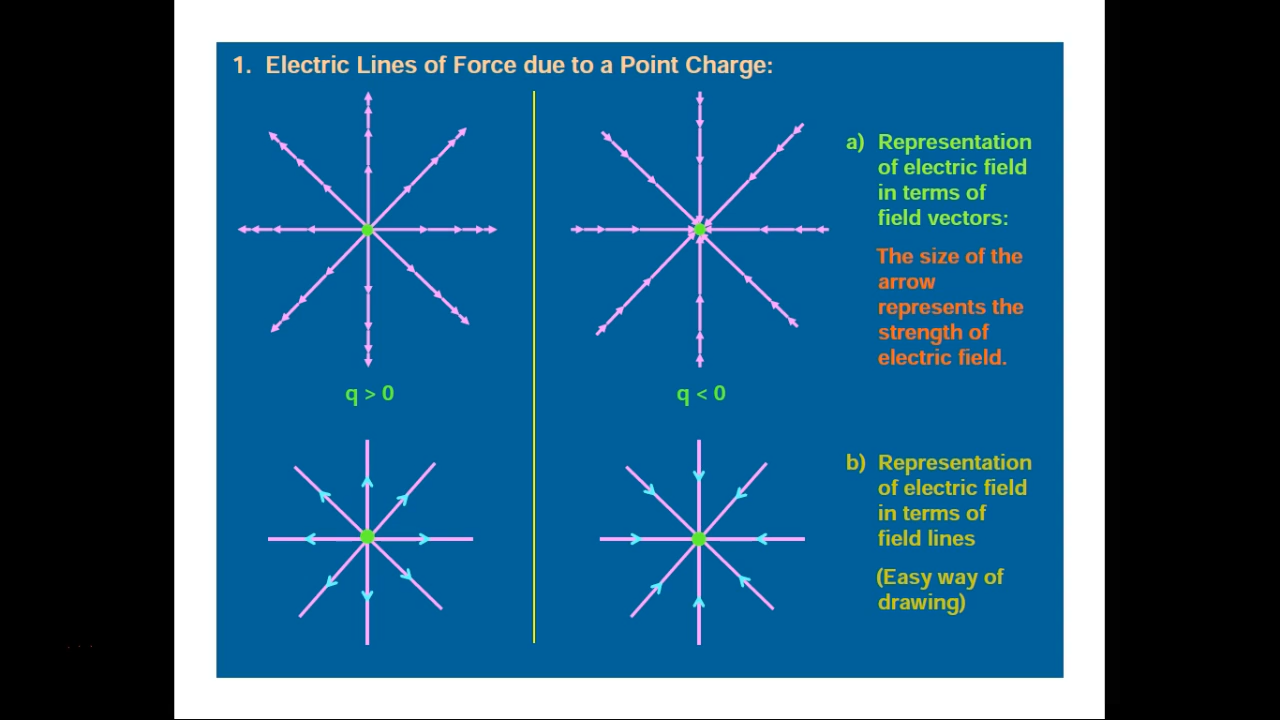 1. Electric Lines of Force due to a Point Charge:
a) Representation
of electric field
in terms of
field vectors:
The size of the
arrow
represents the
strength of
electric field.
q > 0
q < 0
b) Representation
of electric field
in terms of
field lines
(Easy way of
drawing)